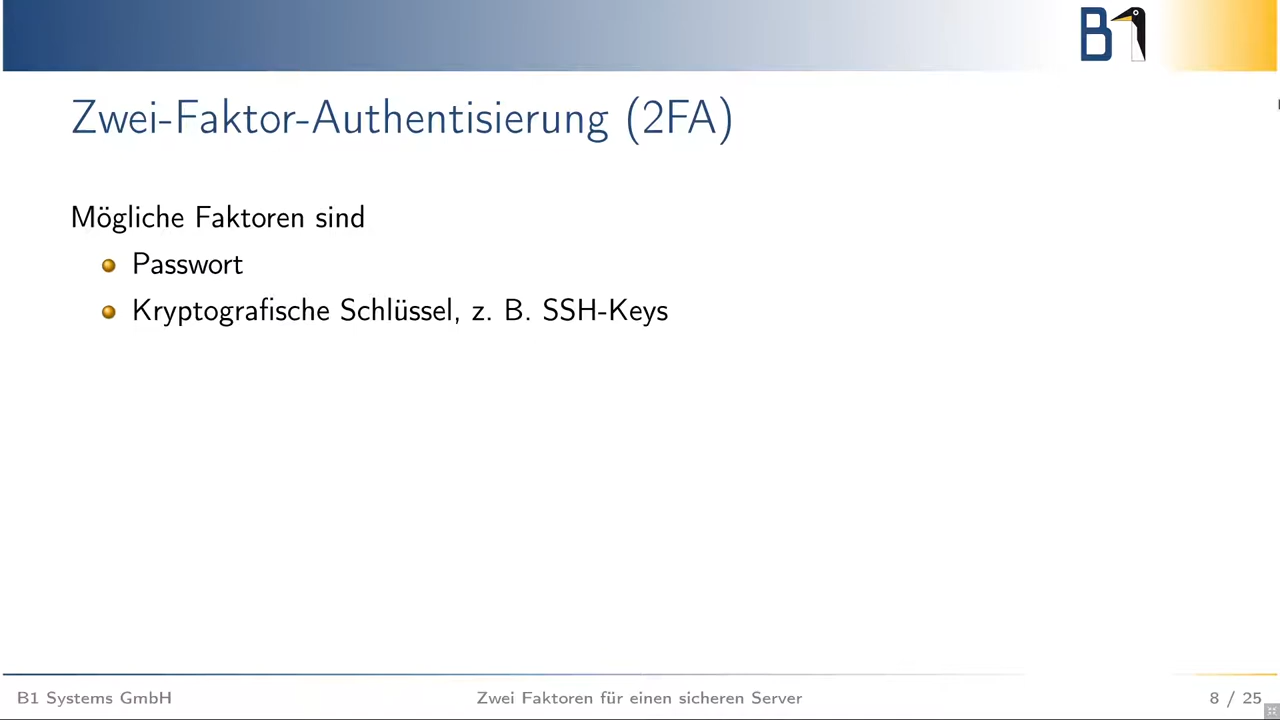 B1
Zwei-Faktor-Authentisierung (2FA)
Mögliche Faktoren sind
Passwort
Kryptografische Schlüssel, z. B. SSH-Keys
B1 Systems GmbH
Zwei Faktoren für einen sicheren Server
8 / 25